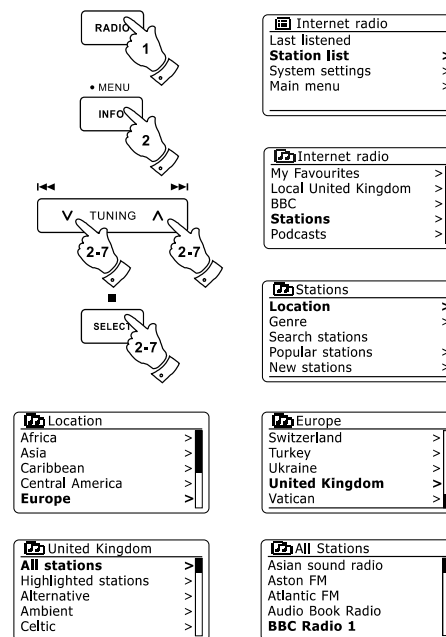 RADIO
1
• MENU
INFO
2
TUNING
2-7
2-7
SELECT
2-7
Internet radio
Last listened
Station list >
System settings >
Main menu >
Internet radio
My Favourites >
Local United Kingdom >
BBC >
Stations >
Podcasts >
Stations
Location >
Genre >
Search stations
Popular stations >
New stations >
Location
Africa >
Asia >
Caribbean >
Central America >
Europe >
Europe
Switzerland >
Turkey >
Ukraine >
United Kingdom >
Vatican >
United Kingdom
All stations >
Highlighted stations >
Alternative >
Ambient >
Celtic >
All Stations
Asian sound radio
Aston FM
Atlantic FM
Audio Book Radio
BBC Radio 1